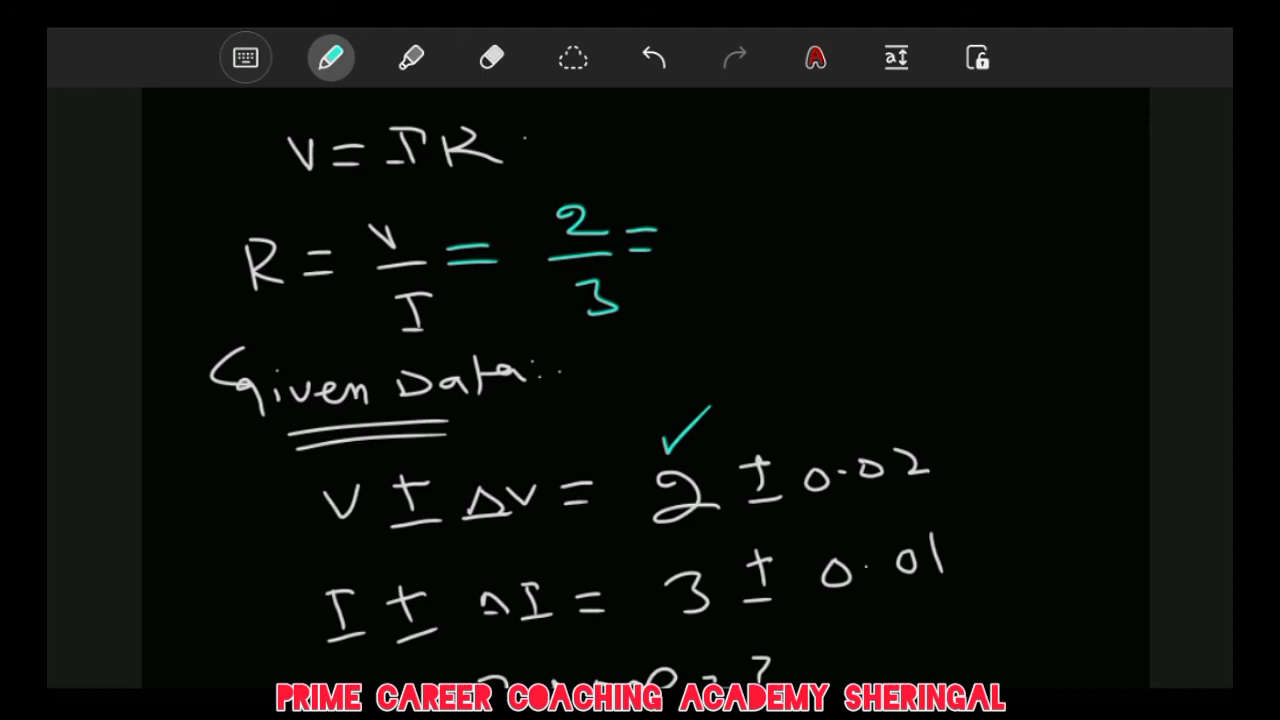 V = IR
R = V/I = 2/3 =
Given Data:
V ± ΔV = 2 ± 0.02
I ± ΔI = 3 ± 0.01
PRIME CAREER COACHING ACADEMY SHERINGAL